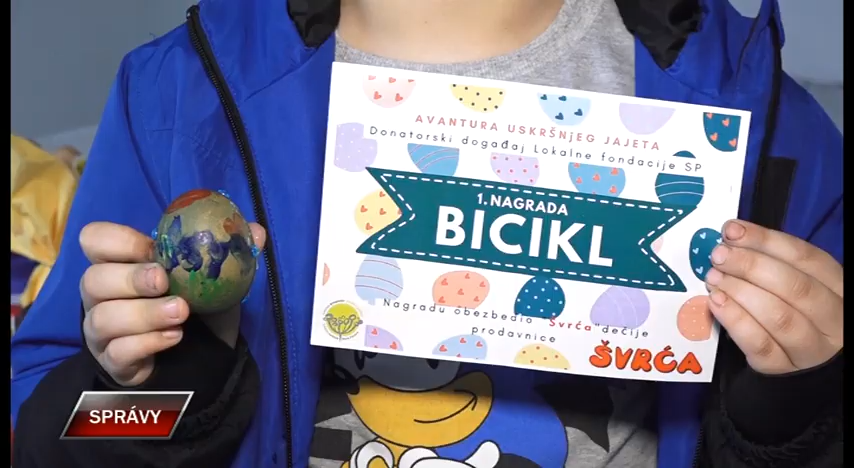 AVANTURA USKRŠNjEG JAJETA
Donatorski događaj Lokalne fondacije SP
1. NAGRADA
BICIKL
Nagradu obezbedio "Švrća" dečije
prodavnice
ŠVRĆA
SPRÁVY